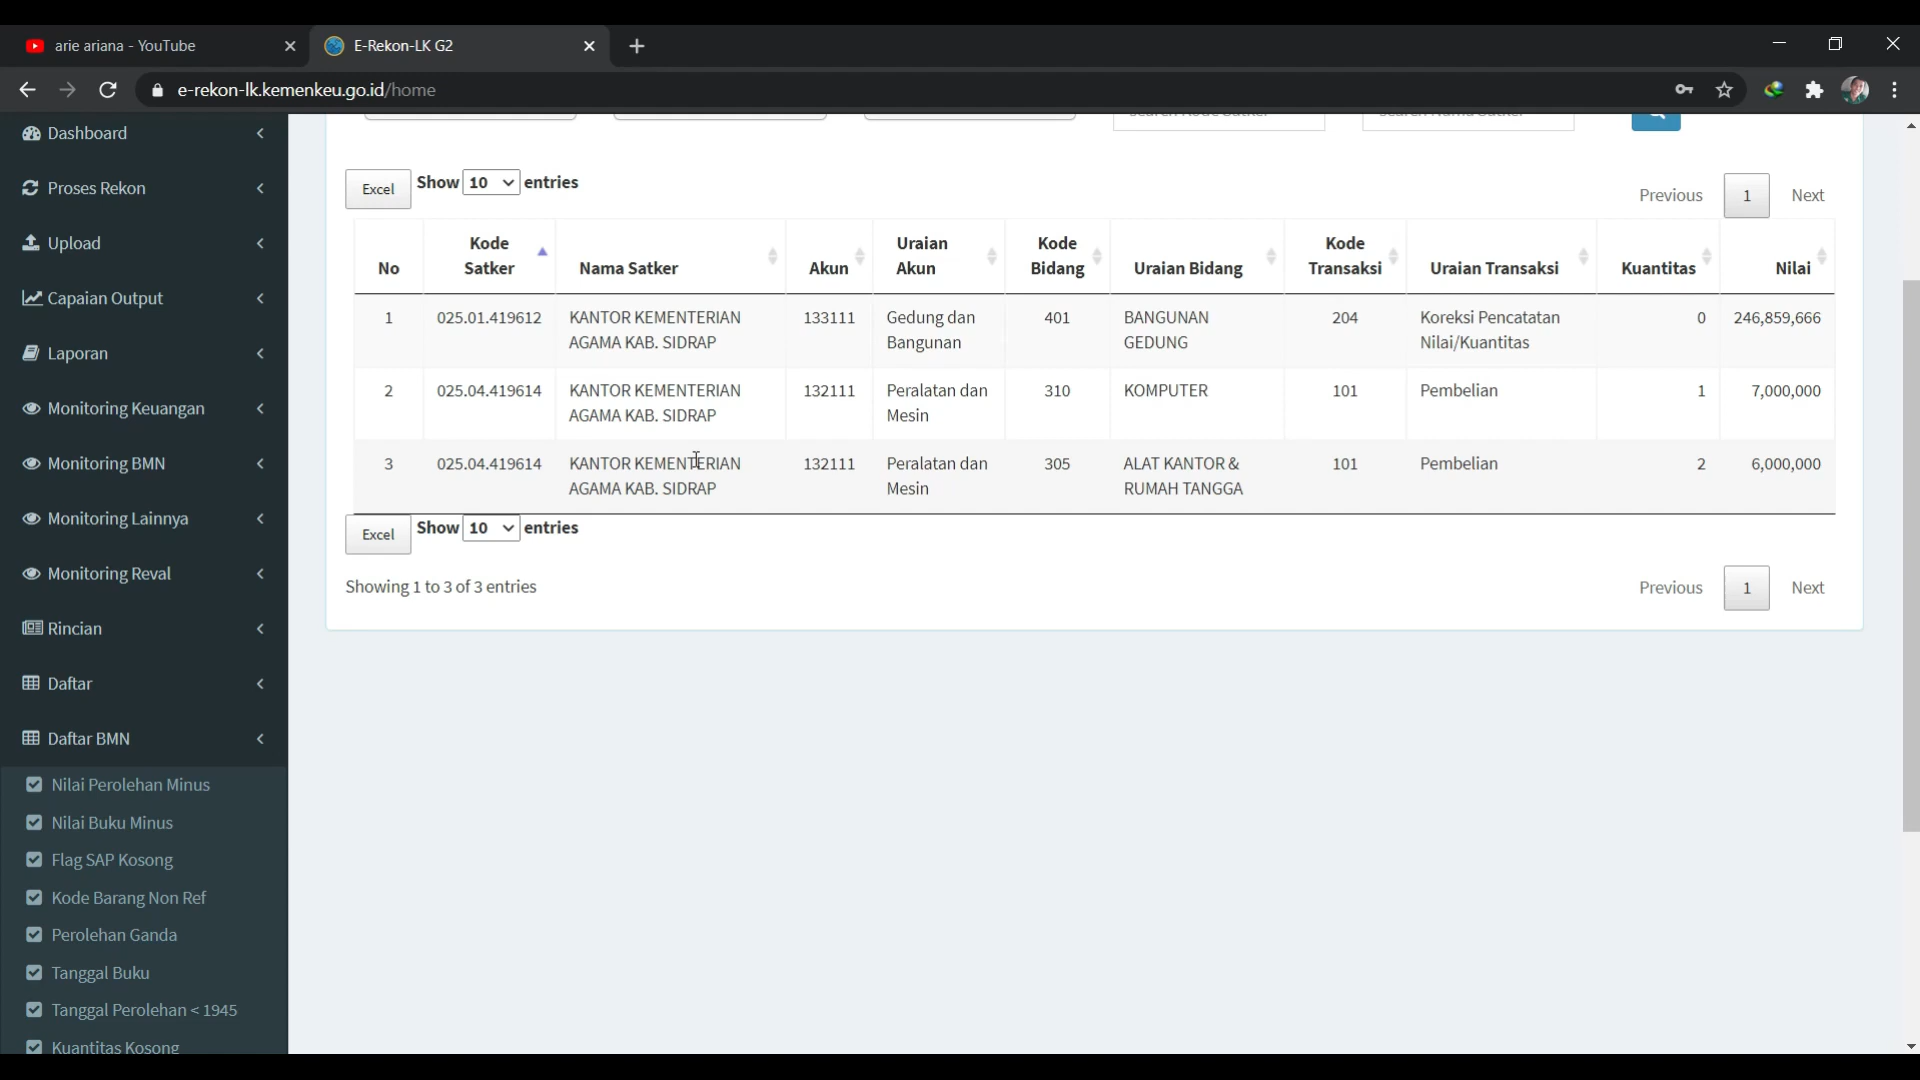 arie ariana - YouTube
E-Rekon-LK G2
e-rekon-lk.kemenkeu.go.id/home
Dashboard
Proses Rekon
Upload
Capaian Output
Laporan
Monitoring Keuangan
Monitoring BMN
Monitoring Lainnya
Monitoring Reval
Rincian
Daftar
Daftar BMN
Nilai Perolehan Minus
Nilai Buku Minus
Flag SAP Kosong
Kode Barang Non Ref
Perolehan Ganda
Tanggal Buku
Tanggal Perolehan < 1945
Kuantitas Kosong
Excel Show 10 entries
Previous 1 Next
No Kode Satker Nama Satker Akun Uraian Akun Kode Bidang Uraian Bidang Kode Transaksi Uraian Transaksi Kuantitas Nilai
1 025.01.419612 KANTOR KEMENTERIAN 133111 Gedung dan 401 BANGUNAN 204 Koreksi Pencatatan 0 246,859,666
AGAMA KAB. SIDRAP Bangunan GEDUNG Nilai/Kuantitas
2 025.04.419614 KANTOR KEMENTERIAN 132111 Peralatan dan 310 KOMPUTER 101 Pembelian 1 7,000,000
AGAMA KAB. SIDRAP Mesin
3 025.04.419614 KANTOR KEMENTERIAN 132111 Peralatan dan 305 ALAT KANTOR & 101 Pembelian 2 6,000,000
AGAMA KAB. SIDRAP Mesin RUMAH TANGGA
Excel Show 10 entries
Showing 1 to 3 of 3 entries
Previous 1 Next